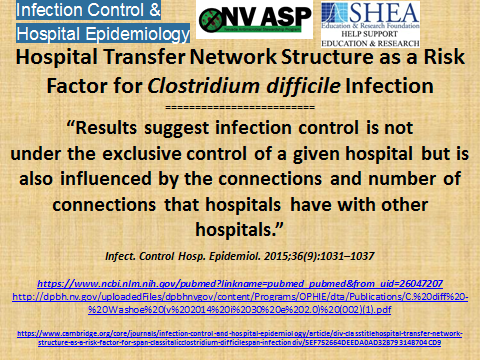 Infection Control &
Hospital Epidemiology
NV ASP
SHEA
Education & Research Foundation
HELP SUPPORT
EDUCATION & RESEARCH
Hospital Transfer Network Structure as a Risk
Factor for Clostridium difficile Infection
=========================
“Results suggest infection control is not
under the exclusive control of a given hospital but is
also influenced by the connections and number of
connections that hospitals have with other
hospitals.”
Infect. Control Hosp. Epidemiol. 2015;36(9):1031–1037
https://www.ncbi.nlm.nih.gov/pubmed?linkname=pubmed_pubmed&from_uid=26047207
http://dpbh.nv.gov/uploadedFiles/dpbhnvgov/content/Programs/OPHIE/dta/Publications/C.%20diff%20-
%20Washoe%20(v%202014%20i%2030%20e%202.0)%20(002)(1).pdf
https://www.cambridge.org/core/journals/infection-control-and-hospital-epidemiology/article/div-classtitlehospital-transfer-network-
structure-as-a-risk-factor-for-span-classitalicclostridium-difficilespan-infectiondiv/5EF752664DEEDA0AD32B793148704CD9